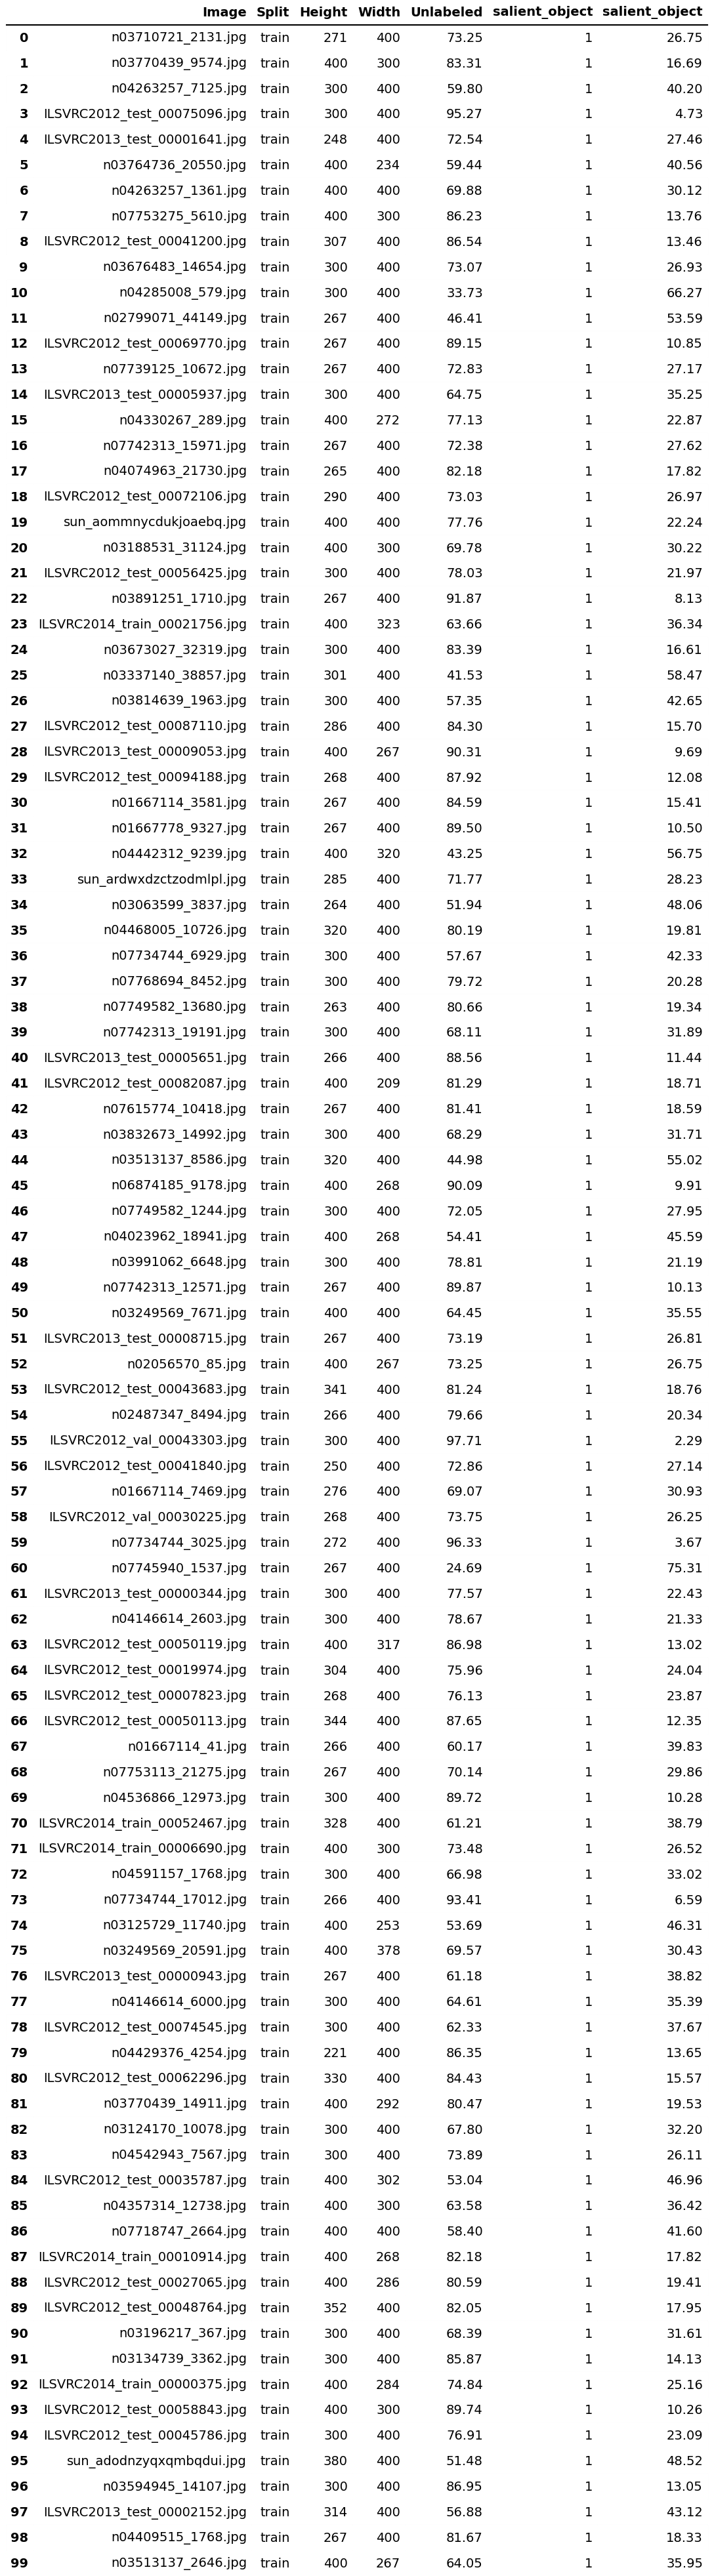 Image Split Height Width Unlabeled salient_object salient_object
0 n03710721_2131.jpg train 271 400 73.25 1 26.75
1 n03770439_9574.jpg train 400 300 83.31 1 16.69
2 n04263257_7125.jpg train 300 400 59.80 1 40.20
3 ILSVRC2012_test_00075096.jpg train 300 400 95.27 1 4.73
4 ILSVRC2013_test_00001641.jpg train 248 400 72.54 1 27.46
5 n03764736_20550.jpg train 400 234 59.44 1 40.56
6 n04263257_1361.jpg train 400 400 69.88 1 30.12
7 n07753275_5610.jpg train 400 300 86.23 1 13.76
8 ILSVRC2012_test_00041200.jpg train 307 400 86.54 1 13.46
9 n03676483_14654.jpg train 300 400 73.07 1 26.93
10 n04285008_579.jpg train 300 400 33.73 1 66.27
11 n02799071_44149.jpg train 267 400 46.41 1 53.59
12 ILSVRC2012_test_00069770.jpg train 267 400 89.15 1 10.85
13 n07739125_10672.jpg train 267 400 72.83 1 27.17
14 ILSVRC2013_test_00005937.jpg train 300 400 64.75 1 35.25
15 n04330267_289.jpg train 400 272 77.13 1 22.87
16 n07742313_15971.jpg train 267 400 72.38 1 27.62
17 n04074963_21730.jpg train 265 400 82.18 1 17.82
18 ILSVRC2012_test_00072106.jpg train 290 400 73.03 1 26.97
19 sun_aommnycdukjoaebq.jpg train 400 400 77.76 1 22.24
20 n03188531_31124.jpg train 400 300 69.78 1 30.22
21 ILSVRC2012_test_00056425.jpg train 300 400 78.03 1 21.97
22 n03891251_1710.jpg train 267 400 91.87 1 8.13
23 ILSVRC2014_train_00021756.jpg train 400 323 63.66 1 36.34
24 n03673027_32319.jpg train 300 400 83.39 1 16.61
25 n03337140_38857.jpg train 301 400 41.53 1 58.47
26 n03814639_1963.jpg train 300 400 57.35 1 42.65
27 ILSVRC2012_test_00087110.jpg train 286 400 84.30 1 15.70
28 ILSVRC2013_test_00009053.jpg train 400 267 90.31 1 9.69
29 ILSVRC2012_test_00094188.jpg train 268 400 87.92 1 12.08
30 n01667114_3581.jpg train 267 400 84.59 1 15.41
31 n01667778_9327.jpg train 267 400 89.50 1 10.50
32 n04442312_9239.jpg train 400 320 43.25 1 56.75
33 sun_ardwxdzctzodmlpl.jpg train 285 400 71.77 1 28.23
34 n03063599_3837.jpg train 264 400 51.94 1 48.06
35 n04468005_10726.jpg train 320 400 80.19 1 19.81
36 n07734744_6929.jpg train 300 400 57.67 1 42.33
37 n07768694_8452.jpg train 300 400 79.72 1 20.28
38 n07749582_13680.jpg train 263 400 80.66 1 19.34
39 n07742313_19191.jpg train 300 400 68.11 1 31.89
40 ILSVRC2013_test_00005651.jpg train 266 400 88.56 1 11.44
41 ILSVRC2012_test_00082087.jpg train 400 209 81.29 1 18.71
42 n07615774_10418.jpg train 267 400 81.41 1 18.59
43 n03832673_14992.jpg train 300 400 68.29 1 31.71
44 n03513137_8586.jpg train 320 400 44.98 1 55.02
45 n06874185_9178.jpg train 400 268 90.09 1 9.91
46 n07749582_1244.jpg train 300 400 72.05 1 27.95
47 n04023962_18941.jpg train 400 268 54.41 1 45.59
48 n03991062_6648.jpg train 300 400 78.81 1 21.19
49 n07742313_12571.jpg train 267 400 89.87 1 10.13
50 n03249569_7671.jpg train 400 400 64.45 1 35.55
51 ILSVRC2013_test_00008715.jpg train 267 400 73.19 1 26.81
52 n02056570_85.jpg train 400 267 73.25 1 26.75
53 ILSVRC2012_test_00043683.jpg train 341 400 81.24 1 18.76
54 n02487347_8494.jpg train 266 400 79.66 1 20.34
55 ILSVRC2012_val_00043303.jpg train 300 400 97.71 1 2.29
56 ILSVRC2012_test_00041840.jpg train 250 400 72.86 1 27.14
57 n01667114_7469.jpg train 276 400 69.07 1 30.93
58 ILSVRC2012_val_00030225.jpg train 268 400 73.75 1 26.25
59 n07734744_3025.jpg train 272 400 96.33 1 3.67
60 n07745940_1537.jpg train 267 400 24.69 1 75.31
61 ILSVRC2013_test_00000344.jpg train 300 400 77.57 1 22.43
62 n04146614_2603.jpg train 300 400 78.67 1 21.33
63 ILSVRC2012_test_00050119.jpg train 400 317 86.98 1 13.02
64 ILSVRC2012_test_00019974.jpg train 304 400 75.96 1 24.04
65 ILSVRC2012_test_00007823.jpg train 268 400 76.13 1 23.87
66 ILSVRC2012_test_00050113.jpg train 344 400 87.65 1 12.35
67 n01667114_41.jpg train 266 400 60.17 1 39.83
68 n07753113_21275.jpg train 267 400 70.14 1 29.86
69 n04536866_12973.jpg train 300 400 89.72 1 10.28
70 ILSVRC2014_train_00052467.jpg train 328 400 61.21 1 38.79
71 ILSVRC2014_train_00006690.jpg train 400 300 73.48 1 26.52
72 n04591157_1768.jpg train 300 400 66.98 1 33.02
73 n07734744_17012.jpg train 266 400 93.41 1 6.59
74 n03125729_11740.jpg train 400 253 53.69 1 46.31
75 n03249569_20591.jpg train 400 378 69.57 1 30.43
76 ILSVRC2013_test_00000943.jpg train 267 400 61.18 1 38.82
77 n04146614_6000.jpg train 300 400 64.61 1 35.39
78 ILSVRC2012_test_00074545.jpg train 300 400 62.33 1 37.67
79 n04429376_4254.jpg train 221 400 86.35 1 13.65
80 ILSVRC2012_test_00062296.jpg train 330 400 84.43 1 15.57
81 n03770439_14911.jpg train 400 292 80.47 1 19.53
82 n03124170_10078.jpg train 300 400 67.80 1 32.20
83 n04542943_7567.jpg train 300 400 73.89 1 26.11
84 ILSVRC2012_test_00035787.jpg train 400 302 53.04 1 46.96
85 n04357314_12738.jpg train 400 300 63.58 1 36.42
86 n07718747_2664.jpg train 400 400 58.40 1 41.60
87 ILSVRC2014_train_00010914.jpg train 400 268 82.18 1 17.82
88 ILSVRC2012_test_00027065.jpg train 400 286 80.59 1 19.41
89 ILSVRC2012_test_00048764.jpg train 352 400 82.05 1 17.95
90 n03196217_367.jpg train 300 400 68.39 1 31.61
91 n03134739_3362.jpg train 300 400 85.87 1 14.13
92 ILSVRC2014_train_00000375.jpg train 400 284 74.84 1 25.16
93 ILSVRC2012_test_00058843.jpg train 400 300 89.74 1 10.26
94 ILSVRC2012_test_00045786.jpg train 300 400 76.91 1 23.09
95 sun_adodnzyqxqmbqdui.jpg train 380 400 51.48 1 48.52
96 n03594945_14107.jpg train 300 400 86.95 1 13.05
97 ILSVRC2013_test_00002152.jpg train 314 400 56.88 1 43.12
98 n04409515_1768.jpg train 267 400 81.67 1 18.33
99 n03513137_2646.jpg train 400 267 64.05 1 35.95